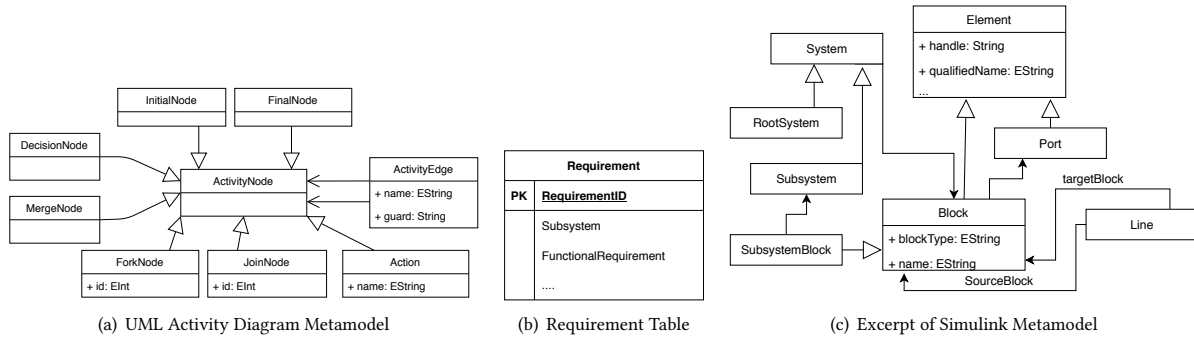 InitialNode
FinalNode
DecisionNode
ActivityNode
ActivityEdge
+ name: EString
+ guard: String
MergeNode
ForkNode
+ id: EInt
JoinNode
+ id: EInt
Action
+ name: EString
(a) UML Activity Diagram Metamodel
Requirement
PK RequirementID
Subsystem
FunctionalRequirement
....
(b) Requirement Table
System
Element
+ handle: String
+ qualifiedName: EString
...
RootSystem
Port
Subsystem
targetBlock
Block
+ blockType: EString
+ name: EString
Line
SubsystemBlock
SourceBlock
(c) Excerpt of Simulink Metamodel